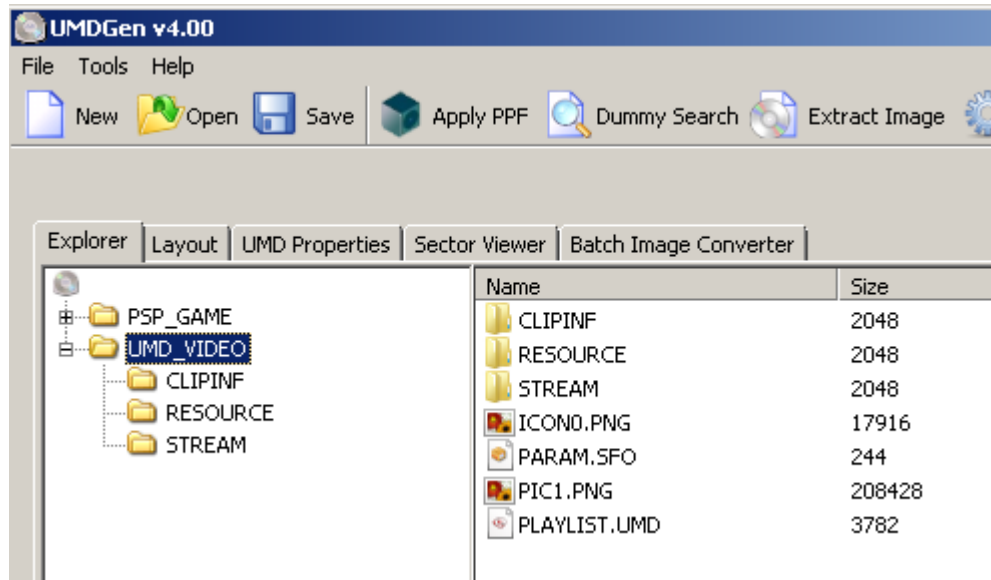 UMDGen v4.00
File Tools Help
New Open Save Apply PPF Dummy Search Extract Image
Explorer Layout UMD Properties Sector Viewer Batch Image Converter
PSP_GAME
UMD_VIDEO
CLIPINF
RESOURCE
STREAM
Name Size
CLIPINF 2048
RESOURCE 2048
STREAM 2048
ICON0.PNG 17916
PARAM.SFO 244
PIC1.PNG 208428
PLAYLIST.UMD 3782